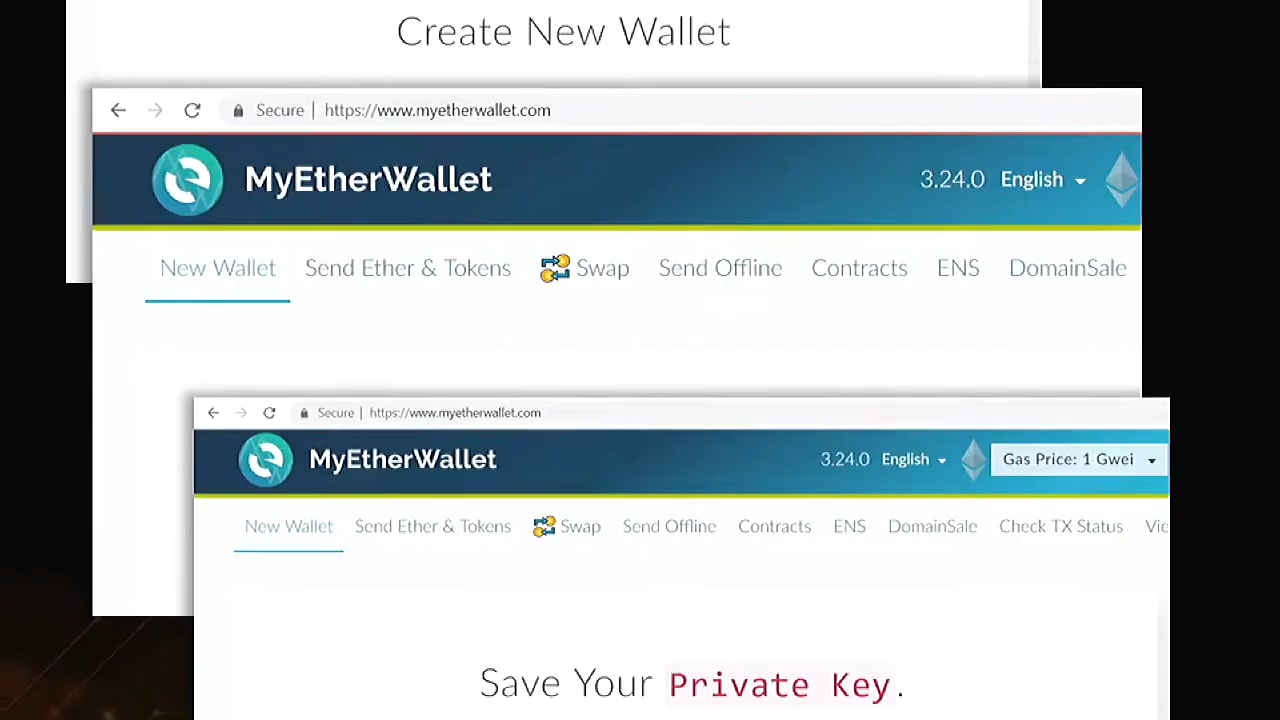 Create New Wallet
Secure | https://www.myetherwallet.com
MyEtherWallet 3.24.0 English
New Wallet Send Ether & Tokens Swap Send Offline Contracts ENS DomainSale
Secure | https://www.myetherwallet.com
MyEtherWallet 3.24.0 English Gas Price: 1 Gwei
New Wallet Send Ether & Tokens Swap Send Offline Contracts ENS DomainSale Check TX Status Vie
Save Your Private Key.